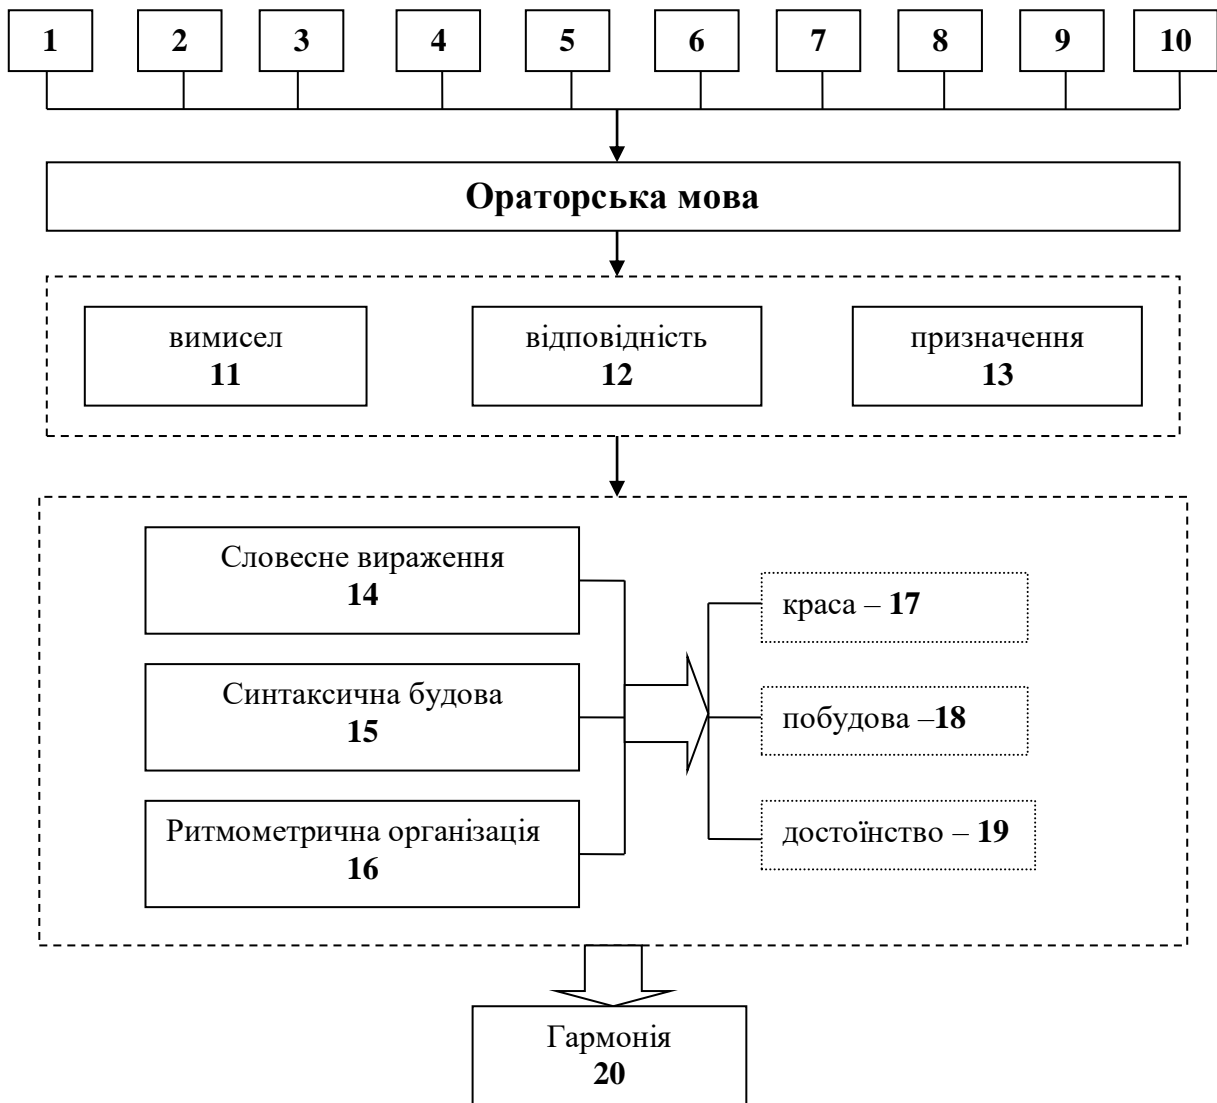 1 2 3 4 5 6 7 8 9 10
Ораторська мова
вимисел
11
відповідність
12
призначення
13
Словесне вираження
14
Синтаксична будова
15
Ритмометрична організація
16
краса – 17
побудова –18
достоїнство – 19
Гармонія
20